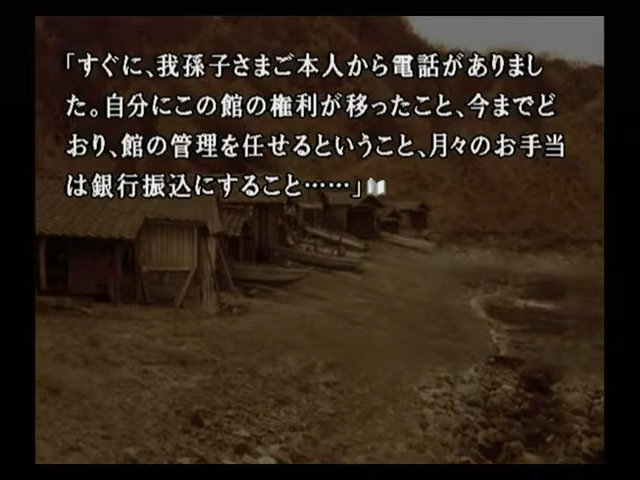 「すぐに、我孫子さまご本人から電話がありまし
た。自分にこの館の権利が移ったこと、今までど
おり、館の管理を任せるということ、月々のお手当
は銀行振込にすること……」